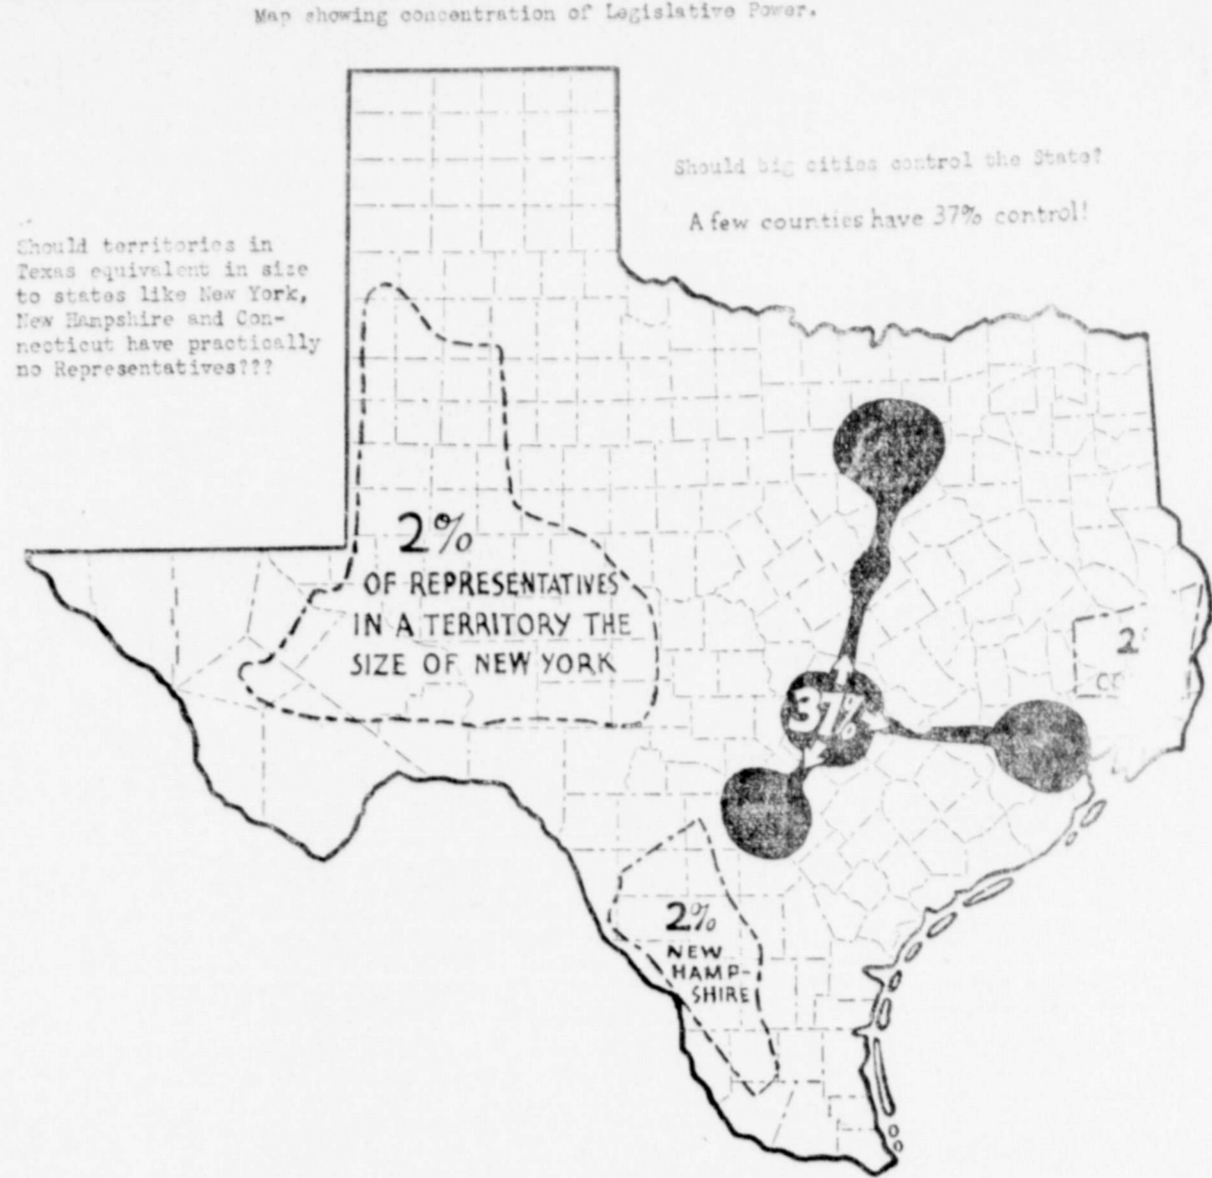 Map showing concentration of Legislative Power.
Should big cities control the State?
A few counties have 37% control!
Should territories in
Texas equivalent in size
to states like New York,
New Hampshire and Con-
necticut have practically
no Representatives???
2%
OF REPRESENTATIVES
IN A TERRITORY THE
SIZE OF NEW YORK
2
37%
2%
NEW
HAMP-
SHIRE